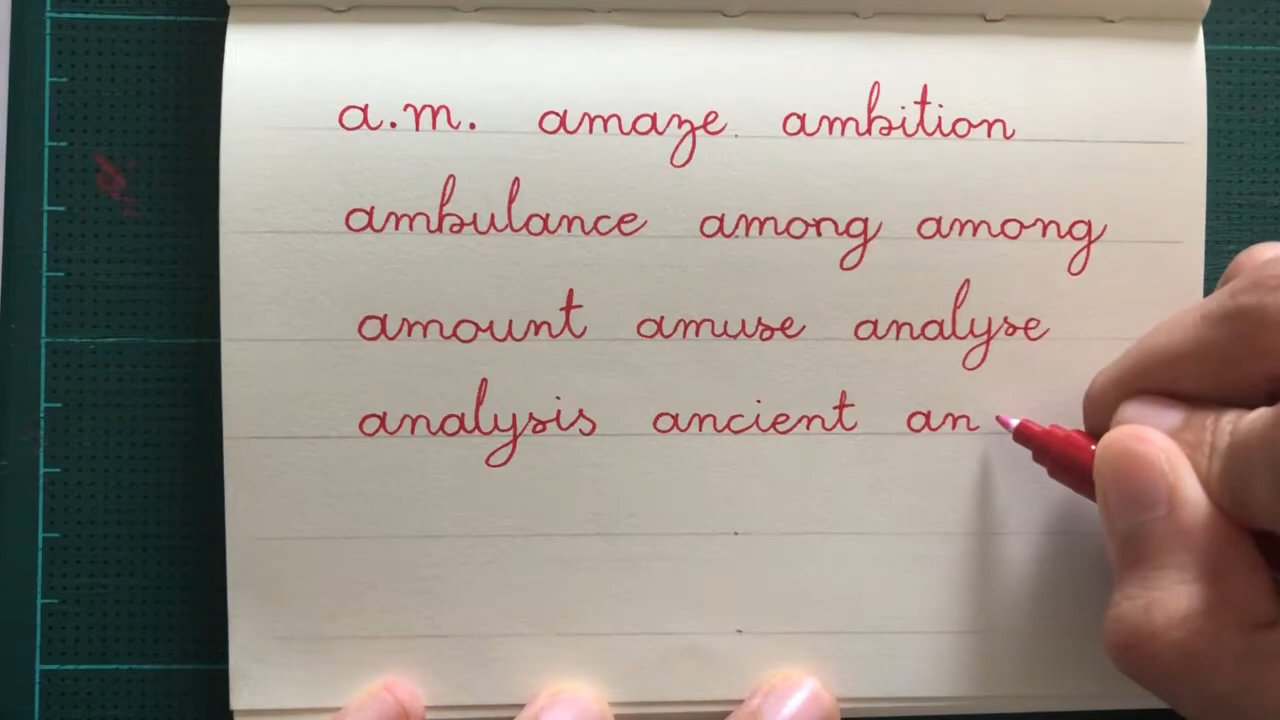 a.m. amaze ambition
ambulance among among
amount amuse analyse
analysis ancient an